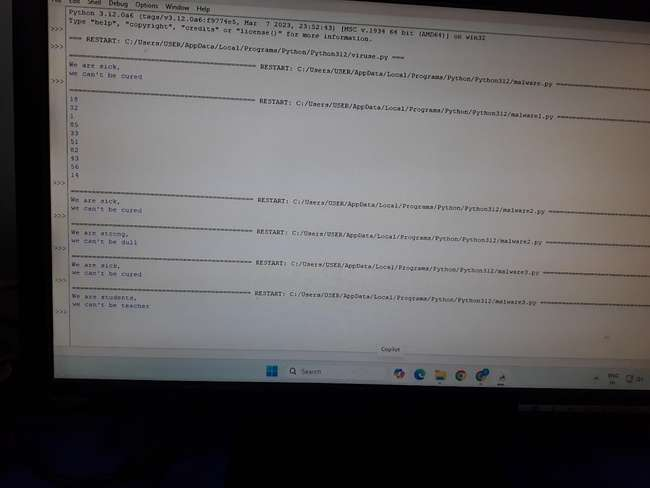 Edit Shell Debug Options Window Help
Python 3.12.0a6 (tags/v3.12.0a6:f9774e5, Mar 7 2023, 23:52:43) [MSC v.1934 64 bit (AMD64)] on win32
Type "help", "copyright", "credits" or "license()" for more information.
>>>
=== RESTART: C:/Users/USER/AppData/Local/Programs/Python/Python312/viruse.py ===
>>>
================================ RESTART: C:/Users/USER/AppData/Local/Programs/Python/Python312/malware.py ================================
We are sick,
we can't be cured
>>>
================================ RESTART: C:/Users/USER/AppData/Local/Programs/Python/Python312/malware1.py ================================
18
32
1
85
33
51
82
43
56
14
>>>
================================ RESTART: C:/Users/USER/AppData/Local/Programs/Python/Python312/malware2.py ================================
We are sick,
we can't be cured
>>>
================================ RESTART: C:/Users/USER/AppData/Local/Programs/Python/Python312/malware2.py ================================
We are strong,
we can't be dull
>>>
================================ RESTART: C:/Users/USER/AppData/Local/Programs/Python/Python312/malware3.py ================================
We are sick,
we can't be cured
>>>
================================ RESTART: C:/Users/USER/AppData/Local/Programs/Python/Python312/malware3.py ================================
We are students,
we can't be teacher
>>>
Copilot
Search
ENG